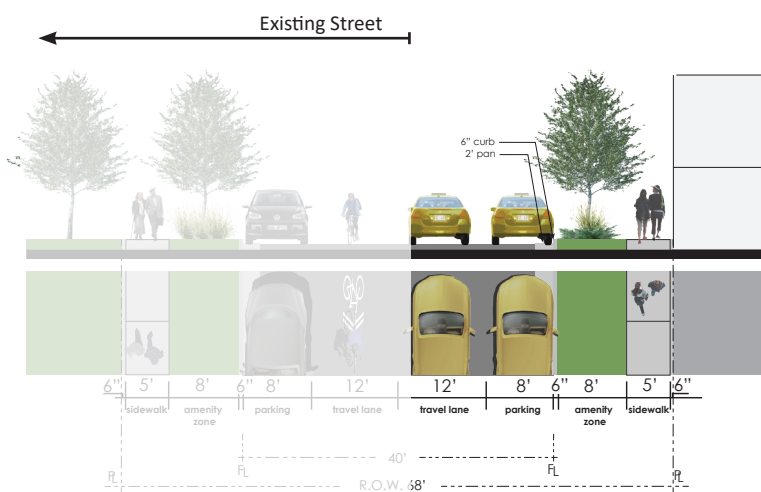 Existing Street
6" curb
2' pan
6" 5' 8' 6" 8' 12' 12' 8' 6" 8' 5' 6"
sidewalk amenity zone parking travel lane travel lane parking amenity zone sidewalk
40'
FL FL
PL R.O.W. 68' PL